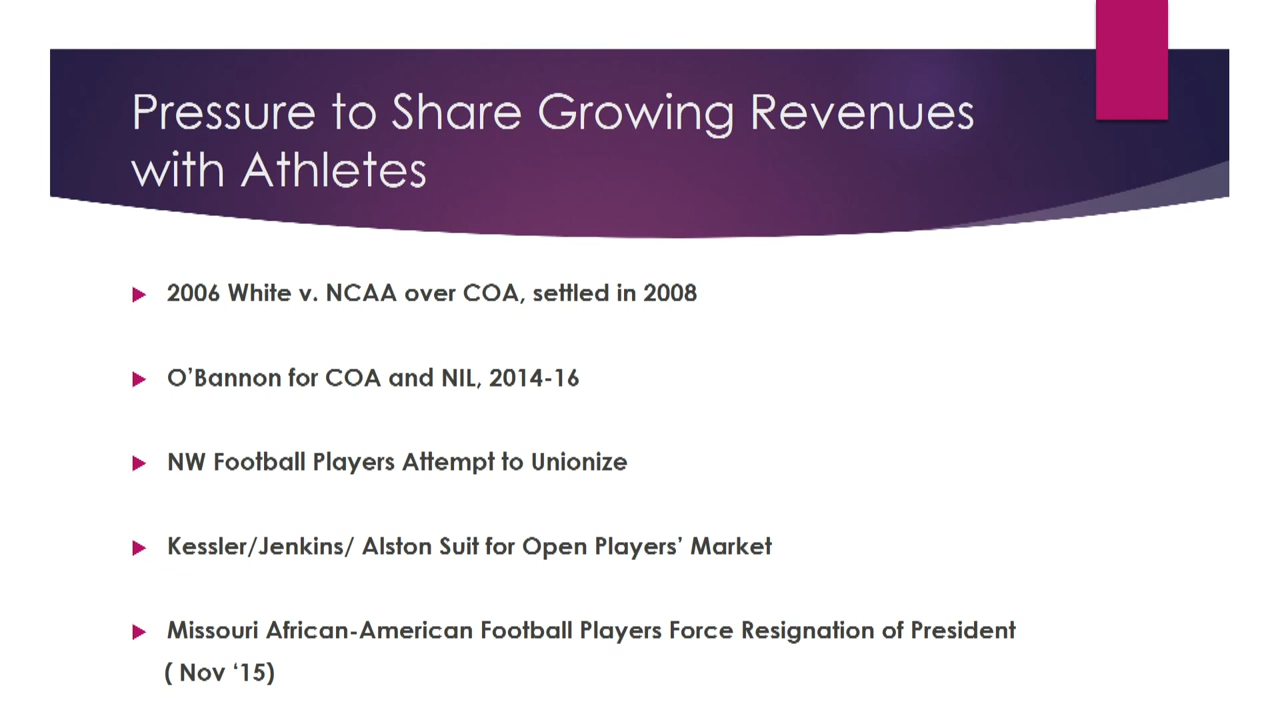 Pressure to Share Growing Revenues
with Athletes
2006 White v. NCAA over COA, settled in 2008
O’Bannon for COA and NIL, 2014-16
NW Football Players Attempt to Unionize
Kessler/Jenkins/ Alston Suit for Open Players’ Market
Missouri African-American Football Players Force Resignation of President
( Nov ‘15)